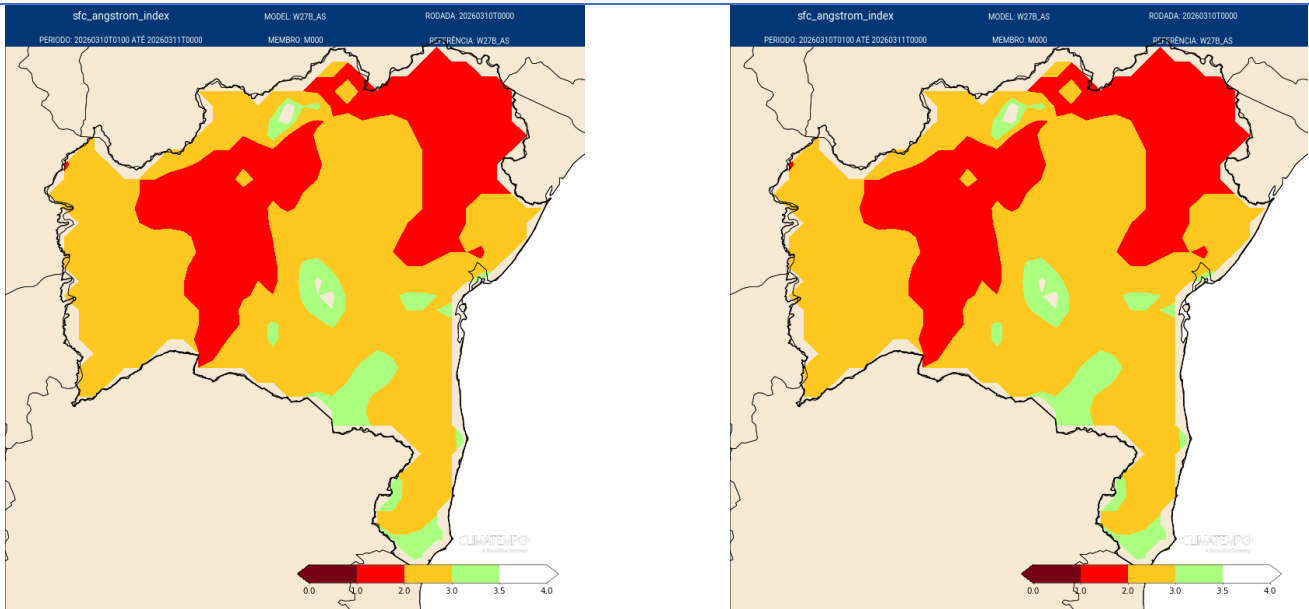 sfc_angstrom_index MODEL: W27B_AS RODADA: 20260310T0000
PERIODO: 20260310T0100 ATÉ 20260311T0000 MEMBRO: M000 REFERÊNCIA: W27B_AS
CLIMATEMPO
0.0 1.0 2.0 3.0 3.5 4.0
sfc_angstrom_index MODEL: W27B_AS RODADA: 20260310T0000
PERIODO: 20260310T0100 ATÉ 20260311T0000 MEMBRO: M000 REFERÊNCIA: W27B_AS
CLIMATEMPO
0.0 1.0 2.0 3.0 3.5 4.0